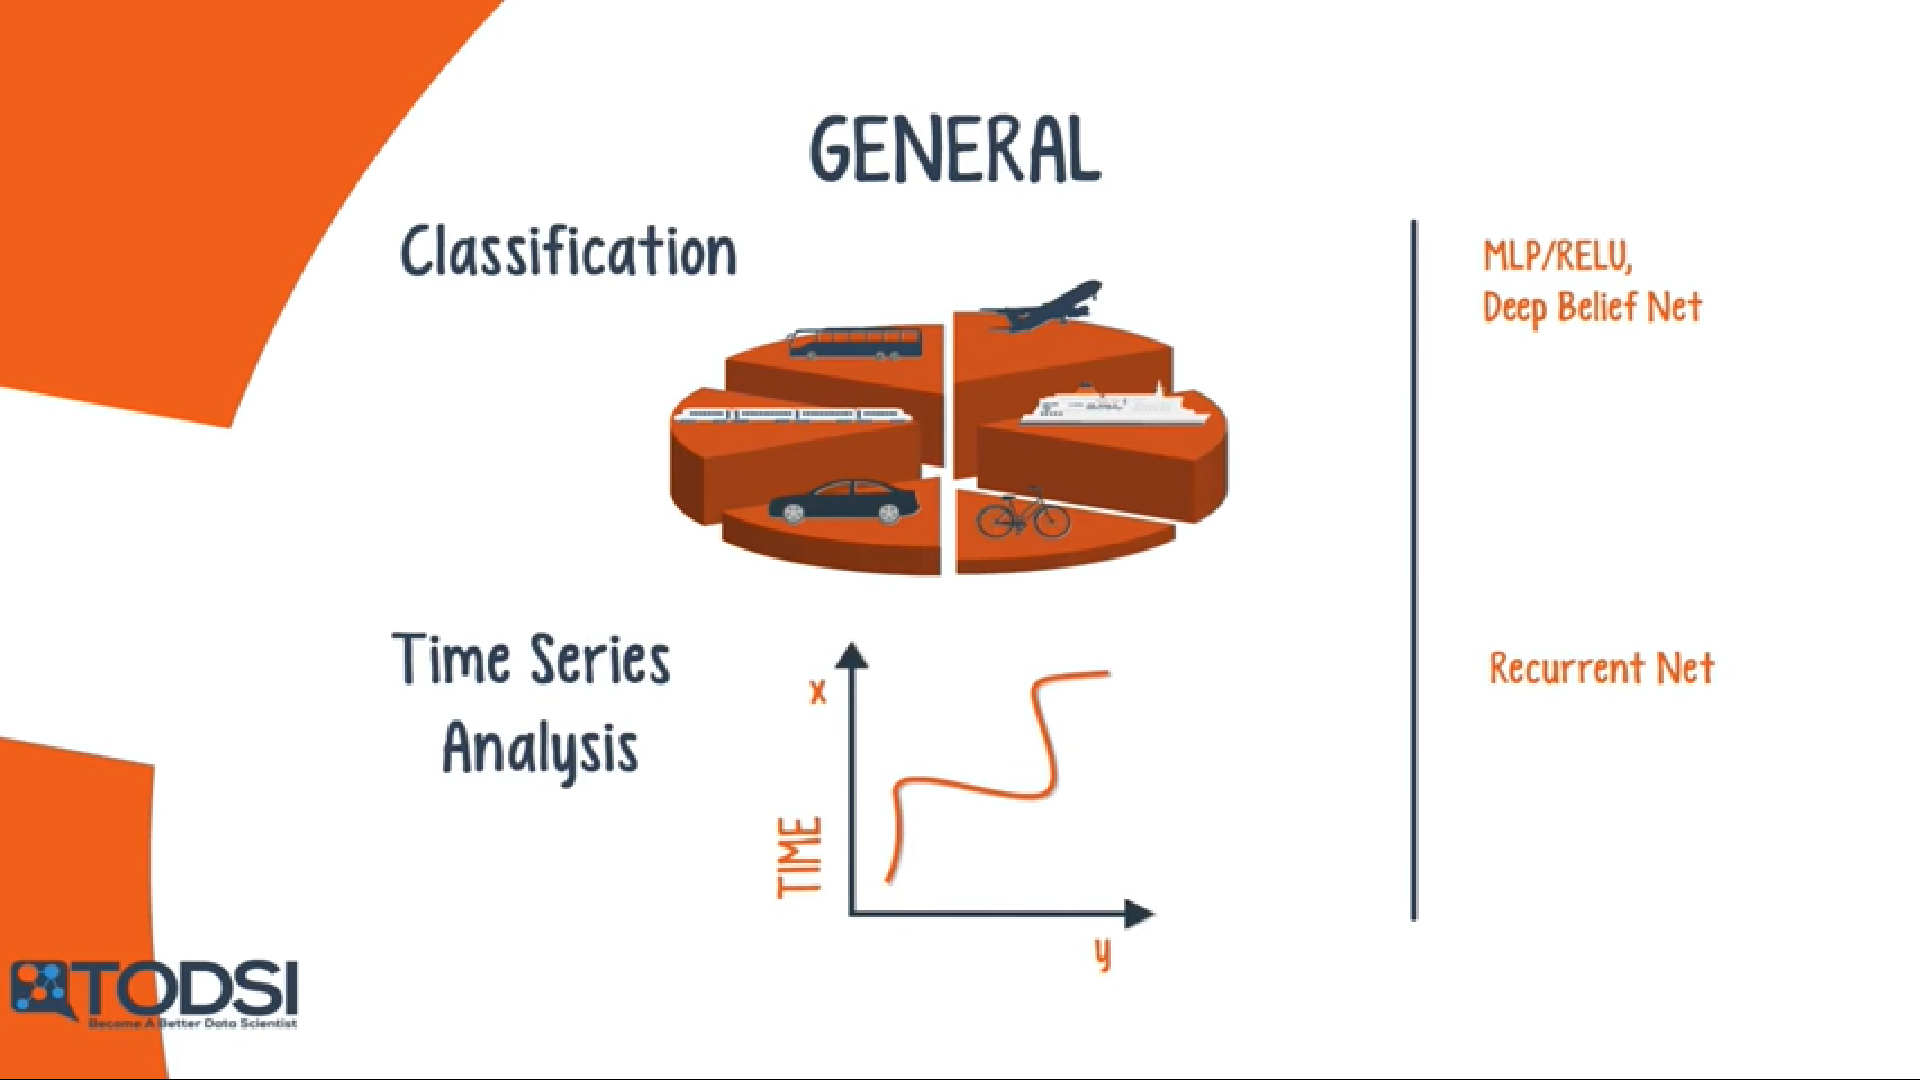 GENERAL
Classification
MLP/RELU,
Deep Belief Net
Time Series
Analysis
x
TIME
y
Recurrent Net
TODSI
Become A Better Data Scientist